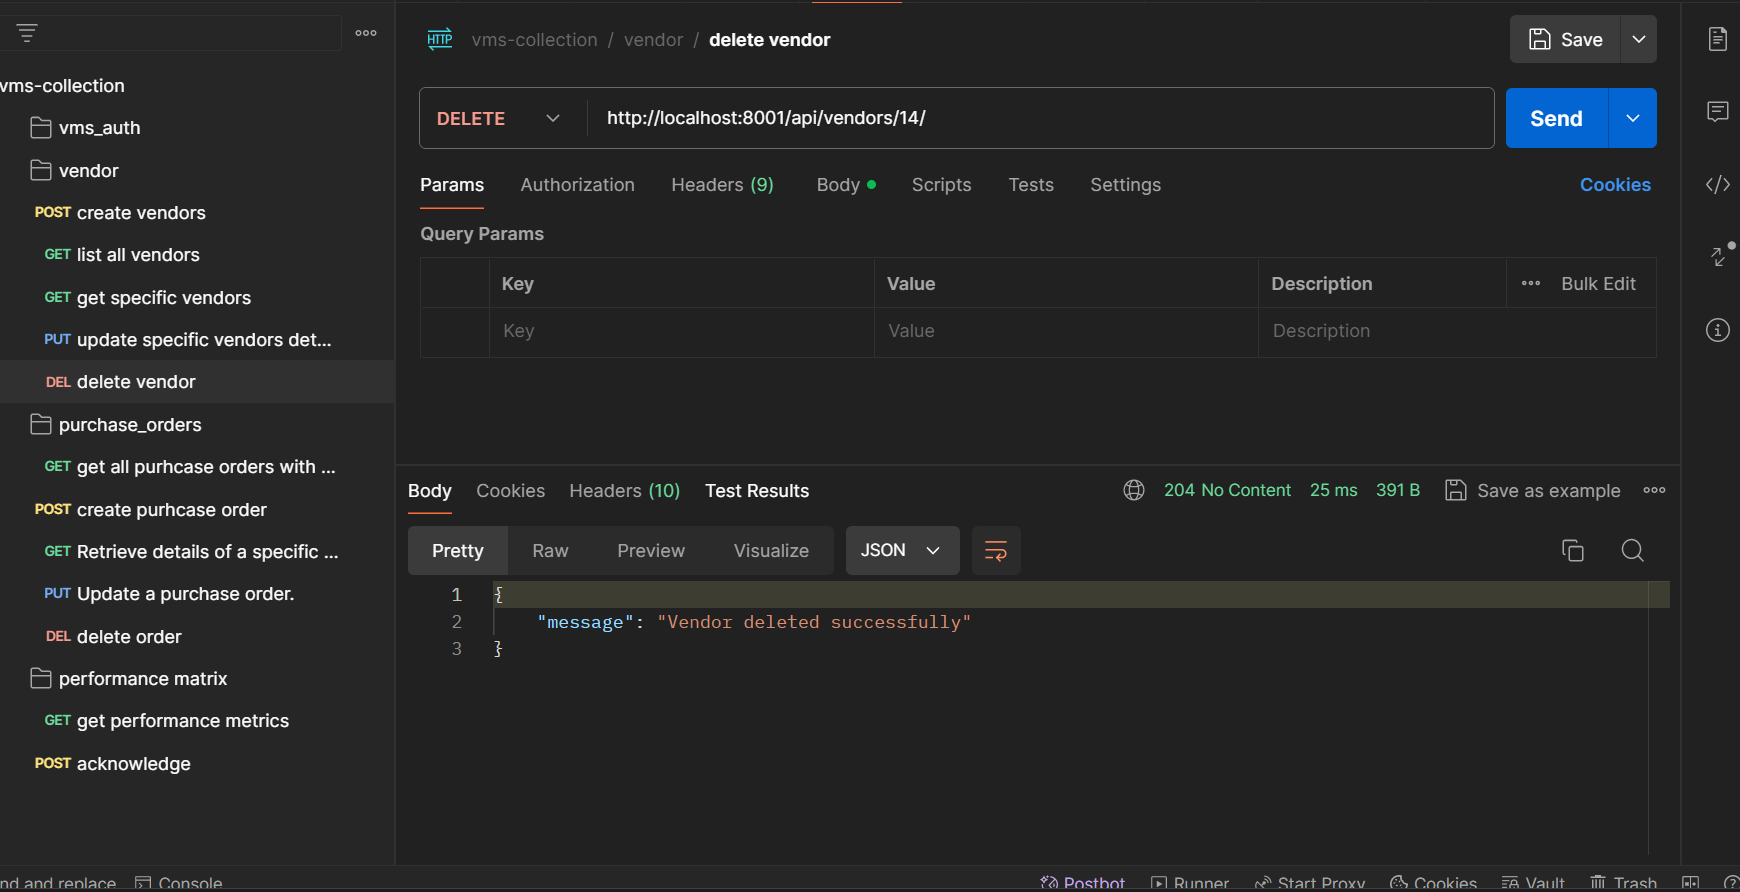 vms-collection
vms_auth
vendor
POST create vendors
GET list all vendors
GET get specific vendors
PUT update specific vendors det...
DEL delete vendor
purchase_orders
GET get all purhcase orders with ...
POST create purhcase order
GET Retrieve details of a specific ...
PUT Update a purchase order.
DEL delete order
performance matrix
GET get performance metrics
POST acknowledge
HTTP vms-collection / vendor / delete vendor
Save
DELETE http://localhost:8001/api/vendors/14/
Send
Params Authorization Headers (9) Body Scripts Tests Settings Cookies
Query Params
Key Value Description Bulk Edit
Key Value Description
Body Cookies Headers (10) Test Results 204 No Content 25 ms 391 B Save as example
Pretty Raw Preview Visualize JSON
1 {
2 "message": "Vendor deleted successfully"
3 }
nd and replace Console Postbot Runner Start Proxy Cookies Vault Trash